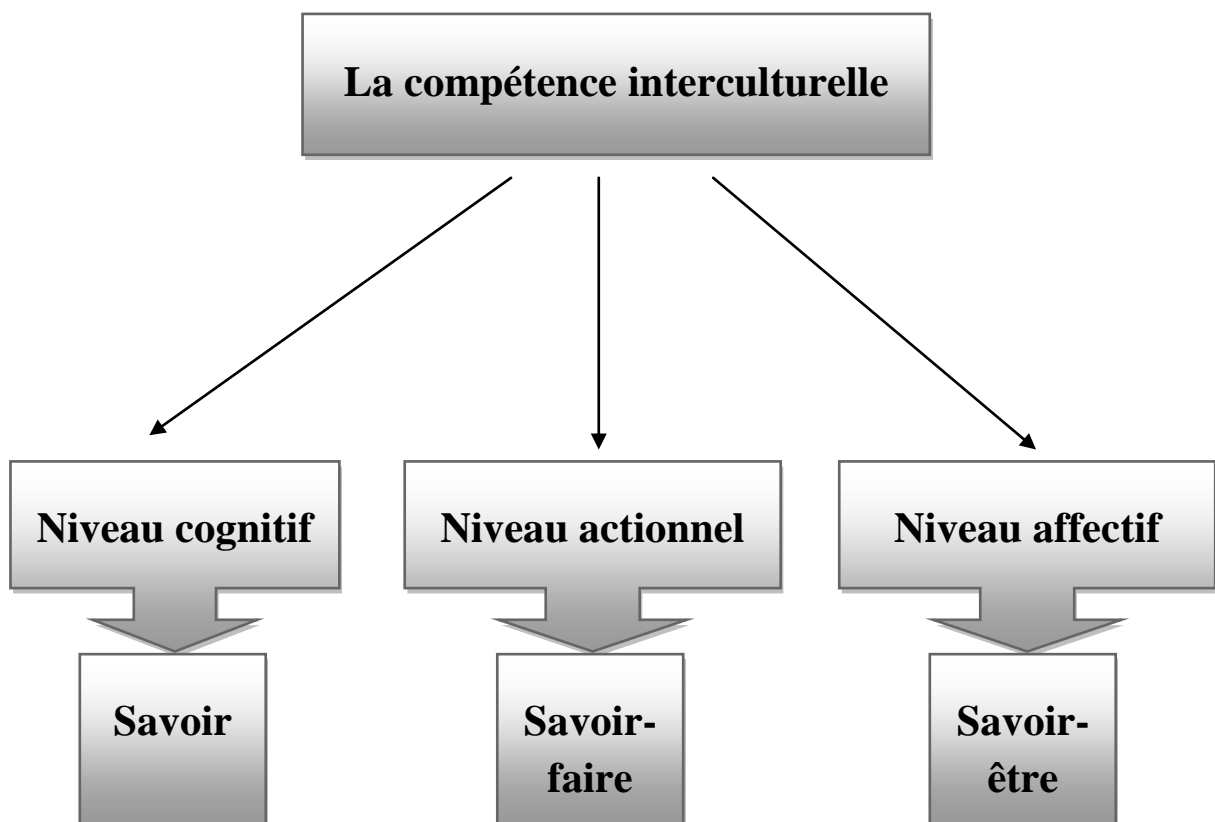 La compétence interculturelle
Niveau cognitif
Niveau actionnel
Niveau affectif
Savoir
Savoir-
faire
Savoir-
être